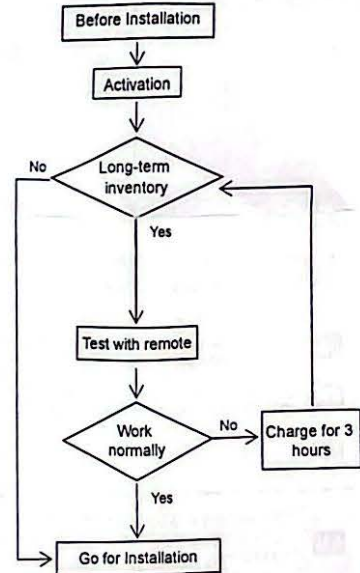 Before Installation
Activation
No
Long-term
inventory
Yes
Test with remote
Work
normally
No
Charge for 3
hours
Yes
Go for Installation